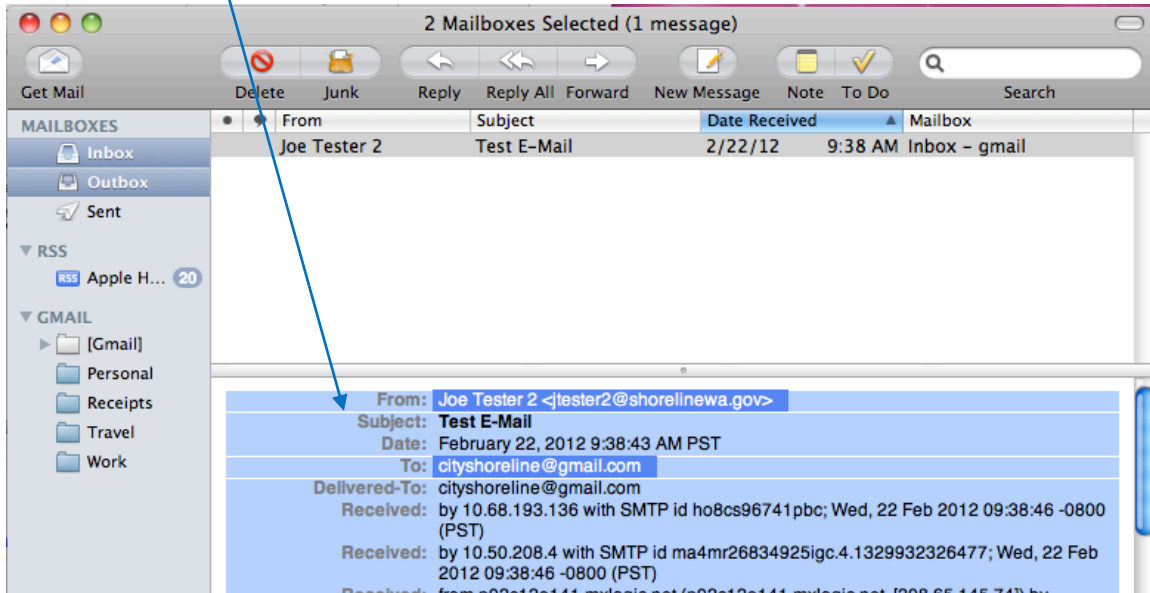 2 Mailboxes Selected (1 message)
Get Mail Delete Junk Reply Reply All Forward New Message Note To Do Search
MAILBOXES
Inbox
Outbox
Sent
RSS
RSS Apple H... 20
GMAIL
[Gmail]
Personal
Receipts
Travel
Work
From Subject Date Received Mailbox
Joe Tester 2 Test E-Mail 2/22/12 9:38 AM Inbox - gmail
From: Joe Tester 2 <jtester2@shorelinewa.gov>
Subject: Test E-Mail
Date: February 22, 2012 9:38:43 AM PST
To: cityshoreline@gmail.com
Delivered-To: cityshoreline@gmail.com
Received: by 10.68.193.136 with SMTP id ho8cs96741pbc; Wed, 22 Feb 2012 09:38:46 -0800
(PST)
Received: by 10.50.208.4 with SMTP id ma4mr26834925igc.4.1329932326477; Wed, 22 Feb
2012 09:38:46 -0800 (PST)